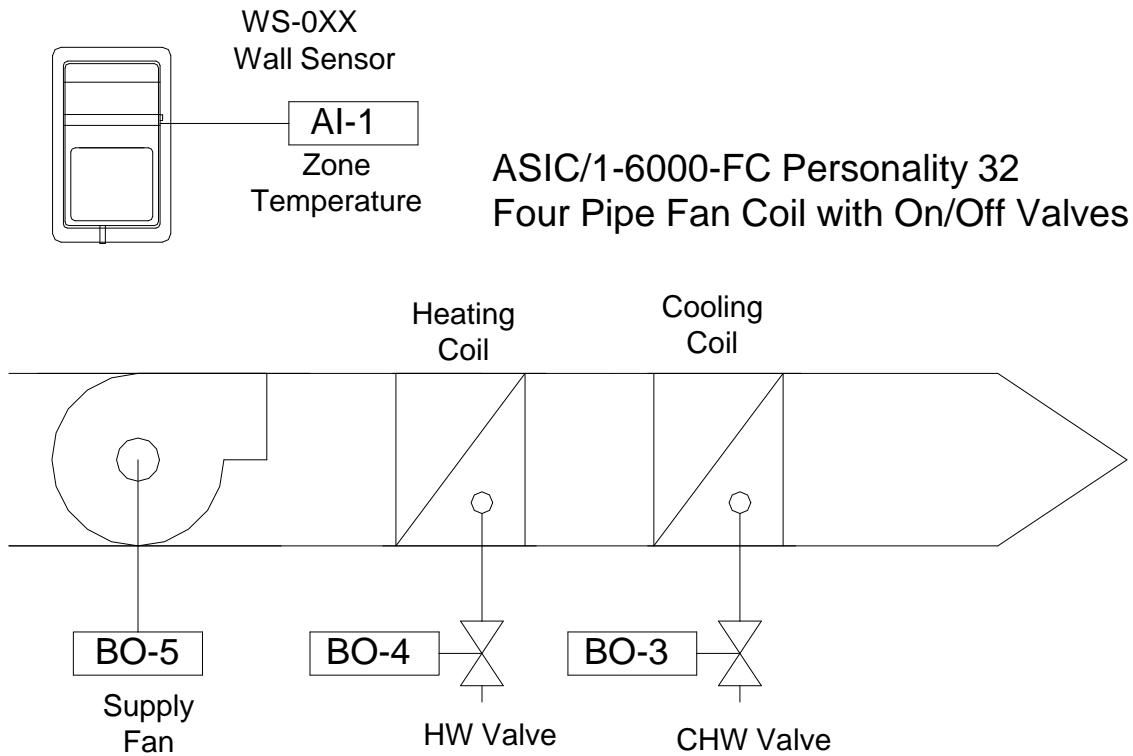 WS-0XX
Wall Sensor
AI-1
Zone
Temperature
ASIC/1-6000-FC Personality 32
Four Pipe Fan Coil with On/Off Valves
Heating
Coil
Cooling
Coil
BO-5
BO-4
BO-3
Supply
Fan
HW Valve
CHW Valve